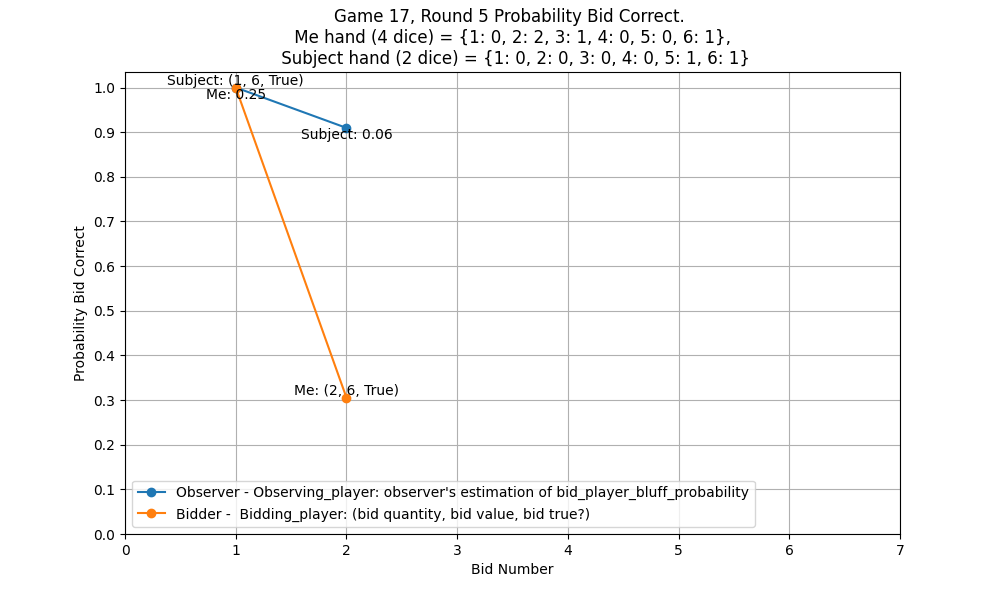 Game 17, Round 5 Probability Bid Correct.
Me hand (4 dice) = {1: 0, 2: 2, 3: 1, 4: 0, 5: 0, 6: 1},
Subject hand (2 dice) = {1: 0, 2: 0, 3: 0, 4: 0, 5: 1, 6: 1}
Subject: (1, 6, True)
Me: 0.25
Subject: 0.06
Me: (2, 6, True)
Probability Bid Correct
1.0
0.9
0.8
0.7
0.6
0.5
0.4
0.3
0.2
0.1
0.0
Observer - Observing_player: observer's estimation of bid_player_bluff_probability
Bidder -  Bidding_player: (bid quantity, bid value, bid true?)
0 1 2 3 4 5 6 7
Bid Number